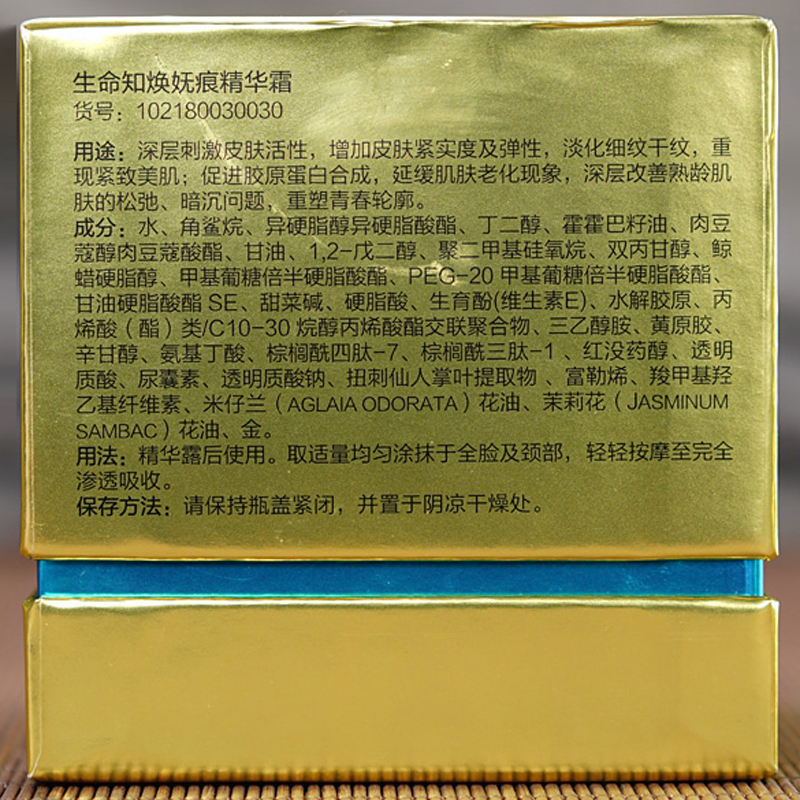 生命知焕妩痕精华霜
货号：102180030030
用途：深层刺激皮肤活性，增加皮肤紧实度及弹性，淡化细纹干纹，重
现紧致美肌；促进胶原蛋白合成，延缓肌肤老化现象，深层改善熟龄肌
肤的松弛、暗沉问题，重塑青春轮廓。
成分：水、角鲨烷、异硬脂醇异硬脂酸酯、丁二醇、霍霍巴籽油、肉豆
蔻醇肉豆蔻酸酯、甘油、1,2-戊二醇、聚二甲基硅氧烷、双丙甘醇、鲸
蜡硬脂醇、甲基葡糖倍半硬脂酸酯、PEG-20 甲基葡糖倍半硬脂酸酯、
甘油硬脂酸酯 SE、甜菜碱、硬脂酸、生育酚(维生素E)、水解胶原、丙
烯酸（酯）类/C10-30 烷醇丙烯酸酯交联聚合物、三乙醇胺、黄原胶、
辛甘醇、氨基丁酸、棕榈酰四肽-7、棕榈酰三肽-1 、红没药醇、透明
质酸、尿囊素、透明质酸钠、扭刺仙人掌叶提取物 、富勒烯、羧甲基羟
乙基纤维素、米仔兰（AGLAIA ODORATA）花油、茉莉花（JASMINUM
SAMBAC）花油、金。
用法：精华露后使用。取适量均匀涂抹于全脸及颈部，轻轻按摩至完全
渗透吸收。
保存方法：请保持瓶盖紧闭，并置于阴凉干燥处。